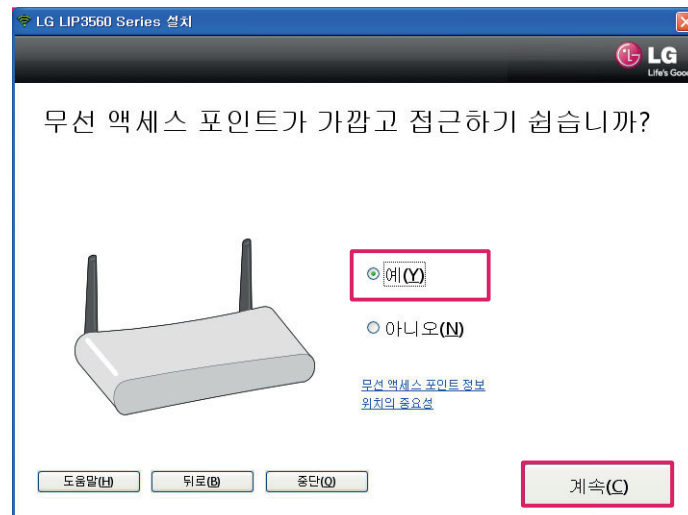 LG LIP3560 Series 설치
LG
Life's Good
무선 액세스 포인트가 가깝고 접근하기 쉽습니까?
예(Y)
아니오(N)
무선 액세스 포인트 정보
위치의 중요성
도움말(H) 뒤로(B) 중단(O) 계속(C)